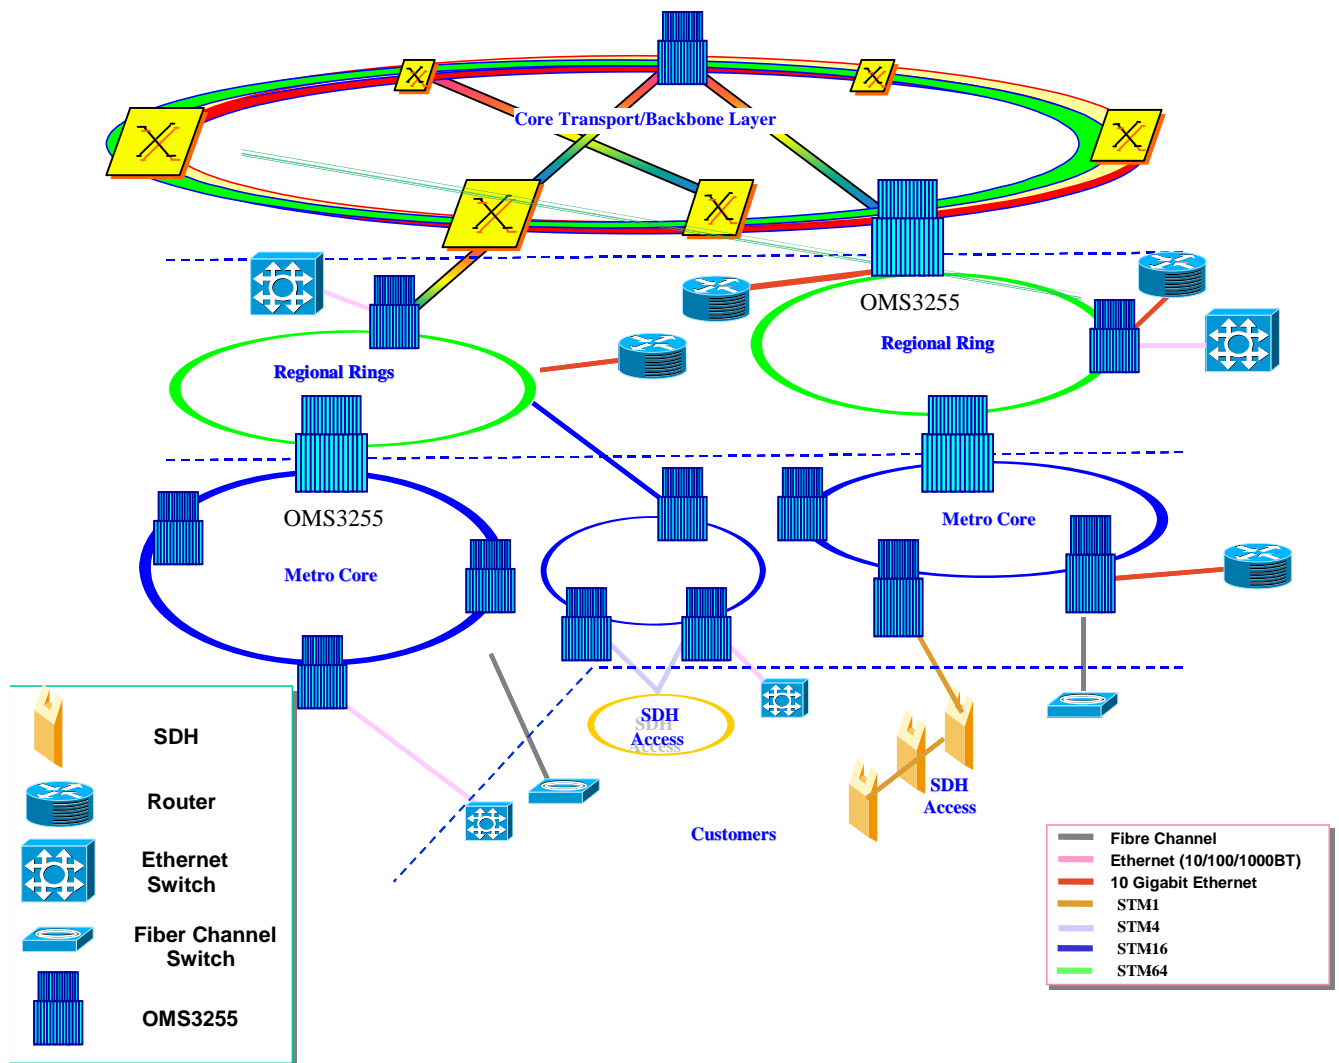 Core Transport/Backbone Layer
OMS3255
Regional Ring
Regional Rings
OMS3255
Metro Core
Metro Core
SDH
Access
SDH
Access
SDH
Access
Customers
SDH
Router
Ethernet
Switch
Fiber Channel
Switch
OMS3255
Fibre Channel
Ethernet (10/100/1000BT)
10 Gigabit Ethernet
STM1
STM4
STM16
STM64